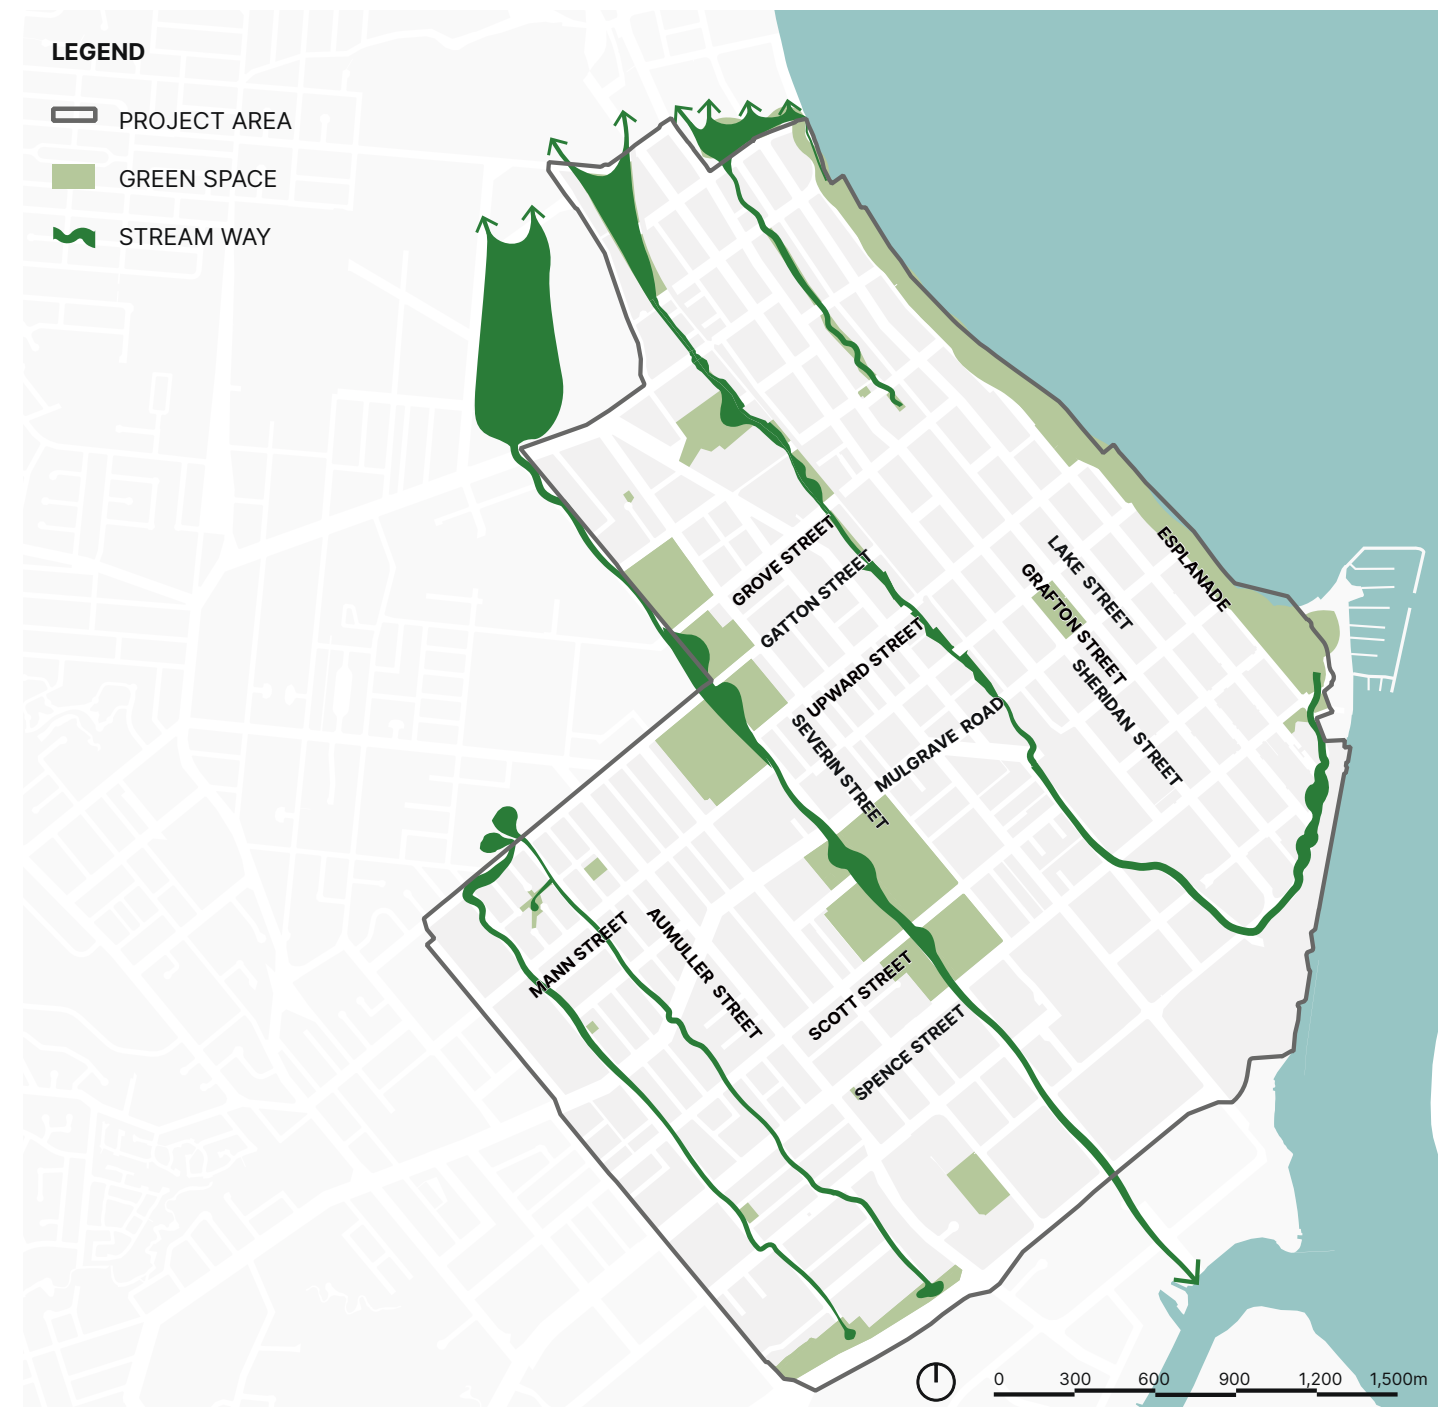 LEGEND
PROJECT AREA
GREEN SPACE
STREAM WAY
GROVE STREET
GATTON STREET
UPWARD STREET
SEVERIN STREET
MULGRAVE ROAD
LAKE STREET
GRAFTON STREET
SHERIDAN STREET
ESPLANADE
MANN STREET
AUMULLER STREET
SCOTT STREET
SPENCE STREET
0 300 600 900 1,200 1,500m